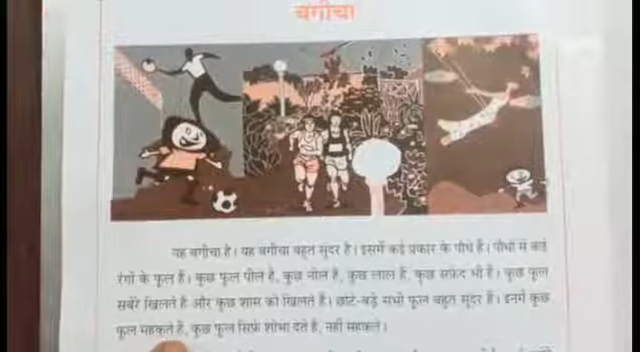 बगीचा
यह बगीचा है। यह बगीचा बहुत सुंदर है। इसमें कई प्रकार के पौधे हैं। पौधों में कई
रंगों के फूल हैं। कुछ फूल पीले हैं, कुछ नीले हैं, कुछ लाल हैं, कुछ सफ़ेद भी हैं। कुछ फूल
सबेरे खिलते हैं और कुछ शाम को खिलते हैं। छोटे-बड़े सभी फूल बहुत सुंदर हैं। इनमें कुछ
फूल महकते हैं, कुछ फूल सिर्फ़ शोभा देते हैं, नहीं महकते।